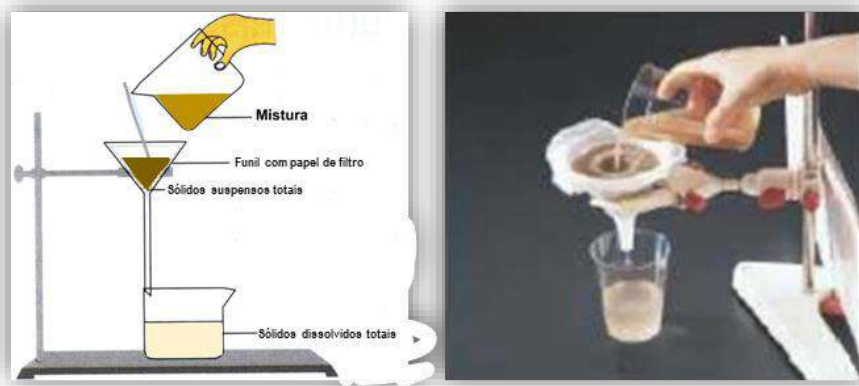 Mistura
Funil com papel de filtro
Sólidos suspensos totais
Sólidos dissolvidos totais